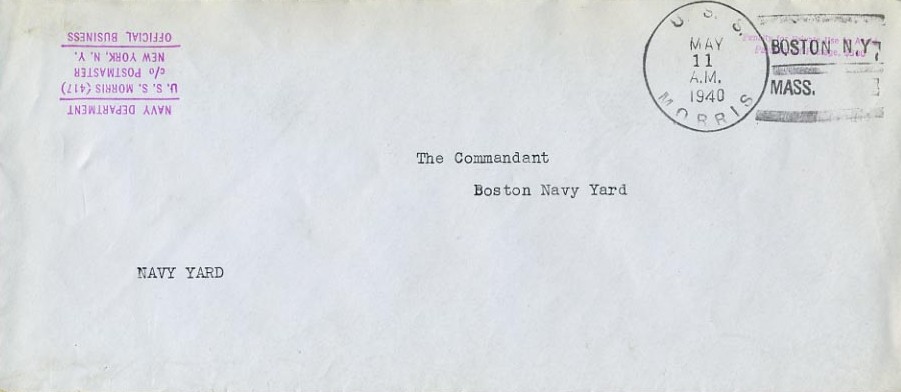 NAVY DEPARTMENT
U. S. S. MORRIS (417)
c/o POSTMASTER
NEW YORK, N. Y.
OFFICIAL BUSINESS
U. S. S.
MAY
11
A.M.
1940
MORRIS
BOSTON N.Y.
MASS.
The Commandant
Boston Navy Yard
NAVY YARD